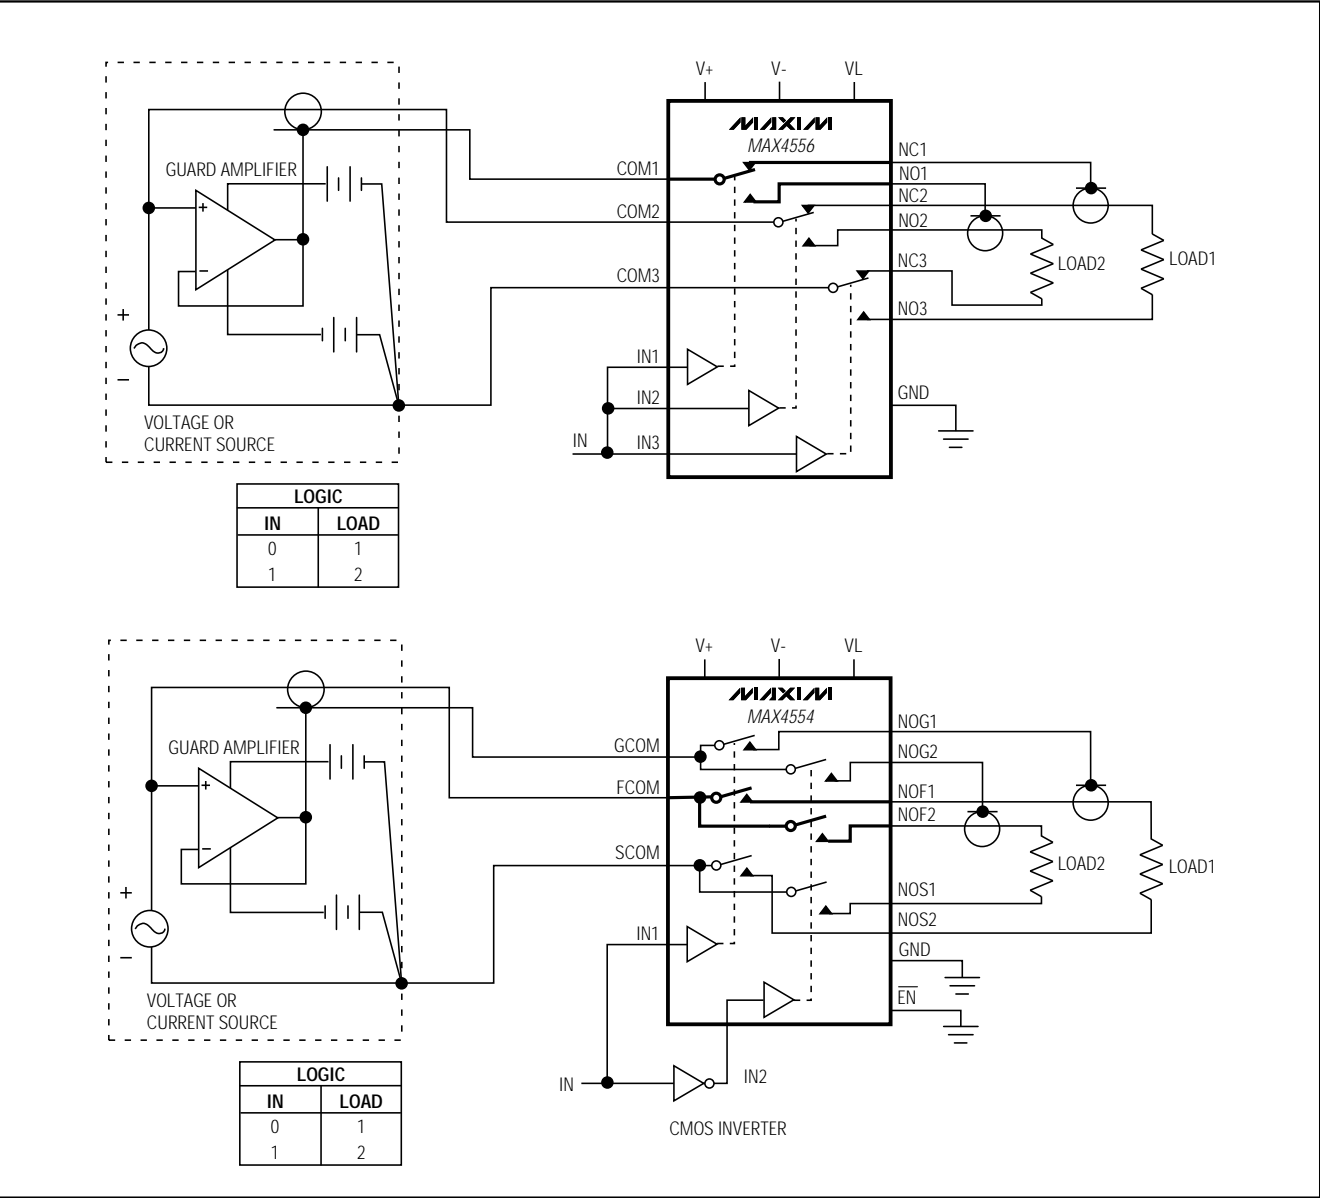 V+ V- VL
MAXIM
MAX4556
GUARD AMPLIFIER
+
−
+
−
VOLTAGE OR
CURRENT SOURCE
COM1
COM2
COM3
IN1
IN2
IN IN3
NC1
NO1
NC2
NO2
NC3
NO3
GND
LOAD2
LOAD1
LOGIC
IN LOAD
0 1
1 2
V+ V- VL
MAXIM
MAX4554
GUARD AMPLIFIER
+
−
+
−
VOLTAGE OR
CURRENT SOURCE
GCOM
FCOM
SCOM
IN1
NOG1
NOG2
NOF1
NOF2
NOS1
NOS2
GND
EN
LOAD2
LOAD1
IN
IN2
CMOS INVERTER
LOGIC
IN LOAD
0 1
1 2